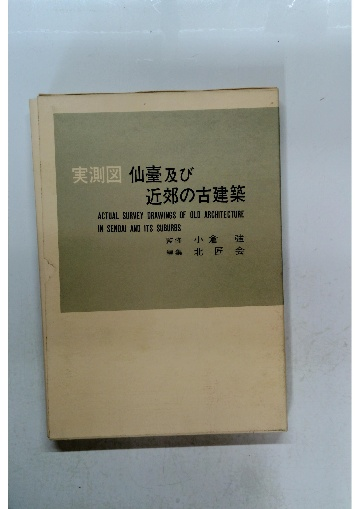 実測図 仙臺及び
近郊の古建築
ACTUAL SURVEY DRAWINGS OF OLD ARCHITECTURE
IN SENDAI AND ITS SUBURBS
監修 小倉 強
編集 北匠会